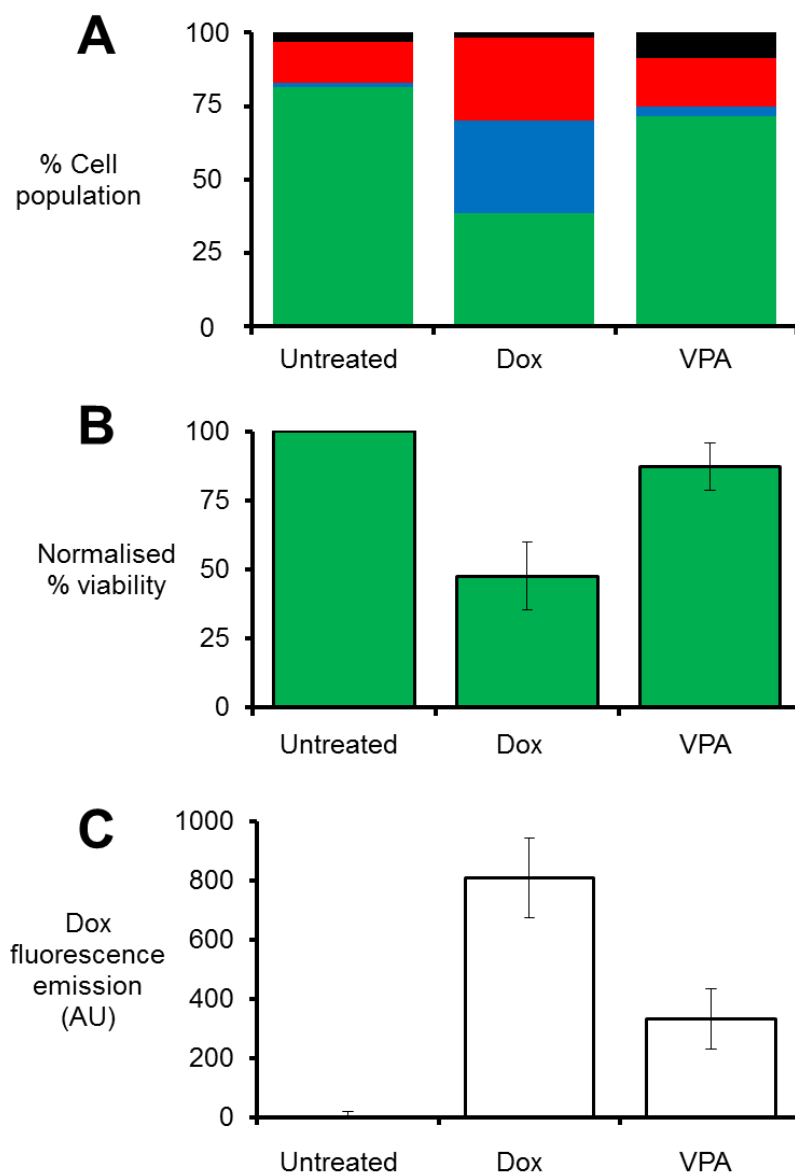 A
100
75
50
25
0
% Cell
population
Untreated
Dox
VPA
B
100
75
50
25
0
Normalised
% viability
Untreated
Dox
VPA
C
1000
800
600
400
200
0
Dox
fluorescence
emission
(AU)
Untreated
Dox
VPA